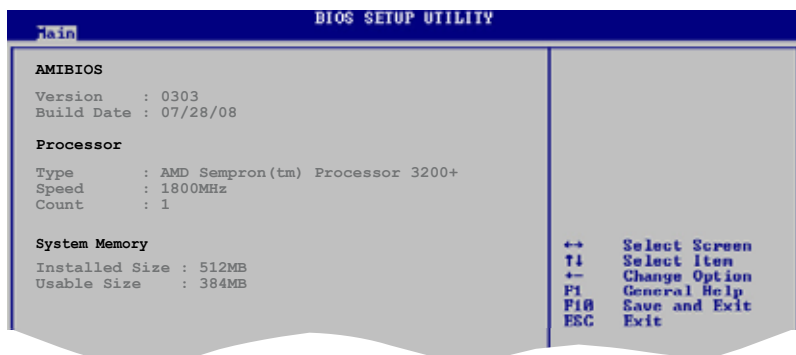 BIOS SETUP UTILITY
Main
AMIBIOS
Version : 0303
Build Date : 07/28/08
Processor
Type : AMD Sempron(tm) Processor 3200+
Speed : 1800MHz
Count : 1
System Memory
Installed Size : 512MB
Usable Size : 384MB
←→ Select Screen
↑↓ Select Item
+- Change Option
F1 General Help
F10 Save and Exit
ESC Exit